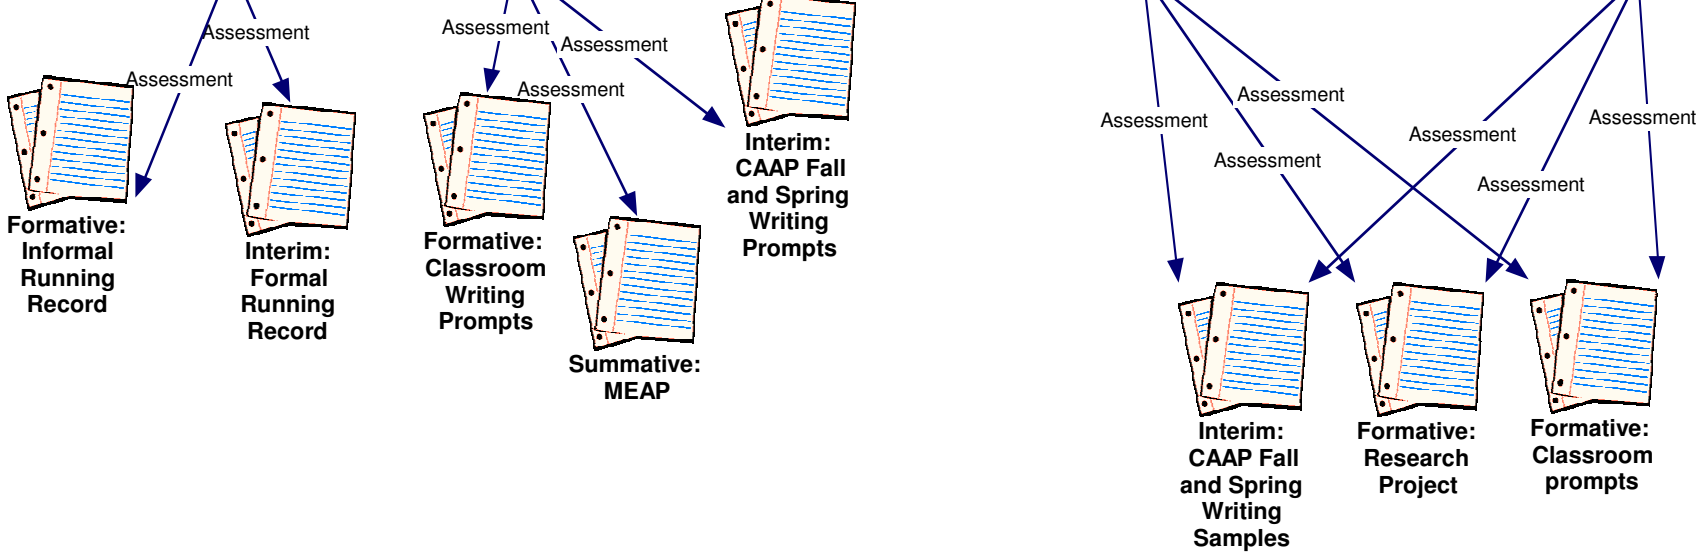 Assessment
Assessment
Formative:
Informal
Running
Record
Interim:
Formal
Running
Record
Assessment
Assessment
Assessment
Formative:
Classroom
Writing
Prompts
Summative:
MEAP
Interim:
CAAP Fall
and Spring
Writing
Prompts
Assessment
Assessment
Assessment
Assessment
Assessment
Assessment
Interim:
CAAP Fall
and Spring
Writing
Samples
Formative:
Research
Project
Formative:
Classroom
prompts